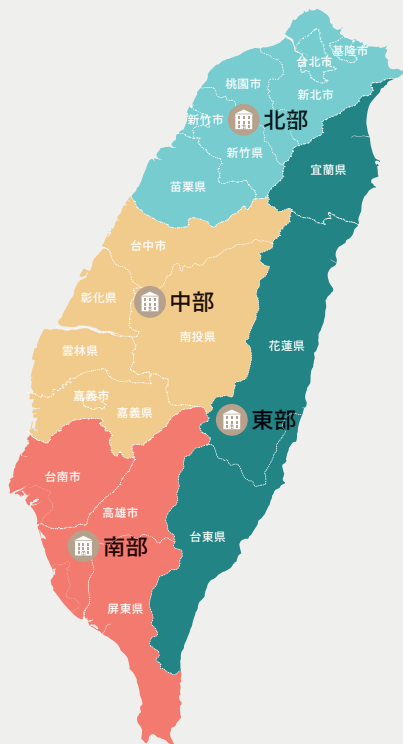 基隆市
台北市
桃園市
新北市
新竹市
北部
新竹県
宜蘭県
苗栗県
台中市
彰化県
中部
南投県
花蓮県
雲林県
嘉義市
嘉義県
東部
台南市
高雄市
台東県
南部
屏東県